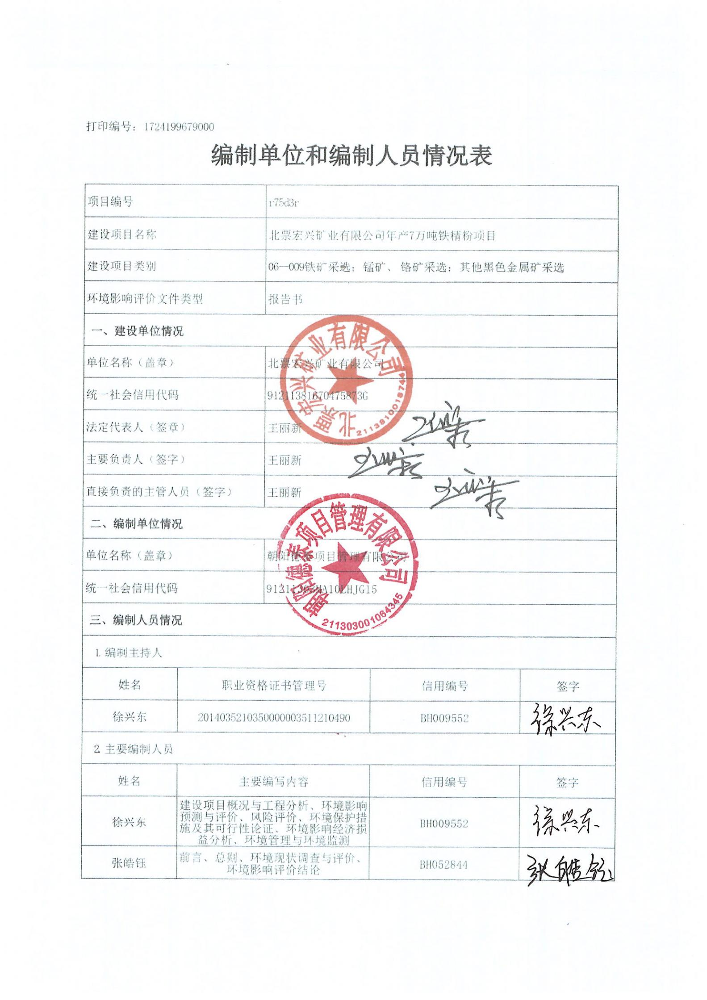 打印编号：1724199679000
编制单位和编制人员情况表
项目编号 r75d3r
建设项目名称 北票宏兴矿业有限公司年产7万吨铁精粉项目
建设项目类别 06—009铁矿采选；锰矿、铬矿采选；其他黑色金属矿采选
环境影响评价文件类型 报告书
一、建设单位情况
单位名称（盖章） 北票宏兴矿业有限公司
统一社会信用代码 91211381670475873G
法定代表人（签章） 王丽新
主要负责人（签字） 王丽新
直接负责的主管人员（签字） 王丽新
北票宏兴矿业有限公司
二、编制单位情况
单位名称（盖章） 朝阳德泰项目管理有限公司
统一社会信用代码 91211303MA10LHJG15
朝阳德泰项目管理有限公司
211303001064345
三、编制人员情况
1. 编制主持人
姓名 职业资格证书管理号 信用编号 签字
徐兴东 2014035210350000003511210490 BH009552 徐兴东
2. 主要编制人员
姓名 主要编写内容 信用编号 签字
徐兴东 建设项目概况与工程分析、环境影响
预测与评价、风险评价、环境保护措
施及其可行性论证、环境影响经济损
益分析、环境管理与环境监测 BH009552 徐兴东
张皓钰 前言、总则、环境现状调查与评价、
环境影响评价结论 BH052844 张皓钰